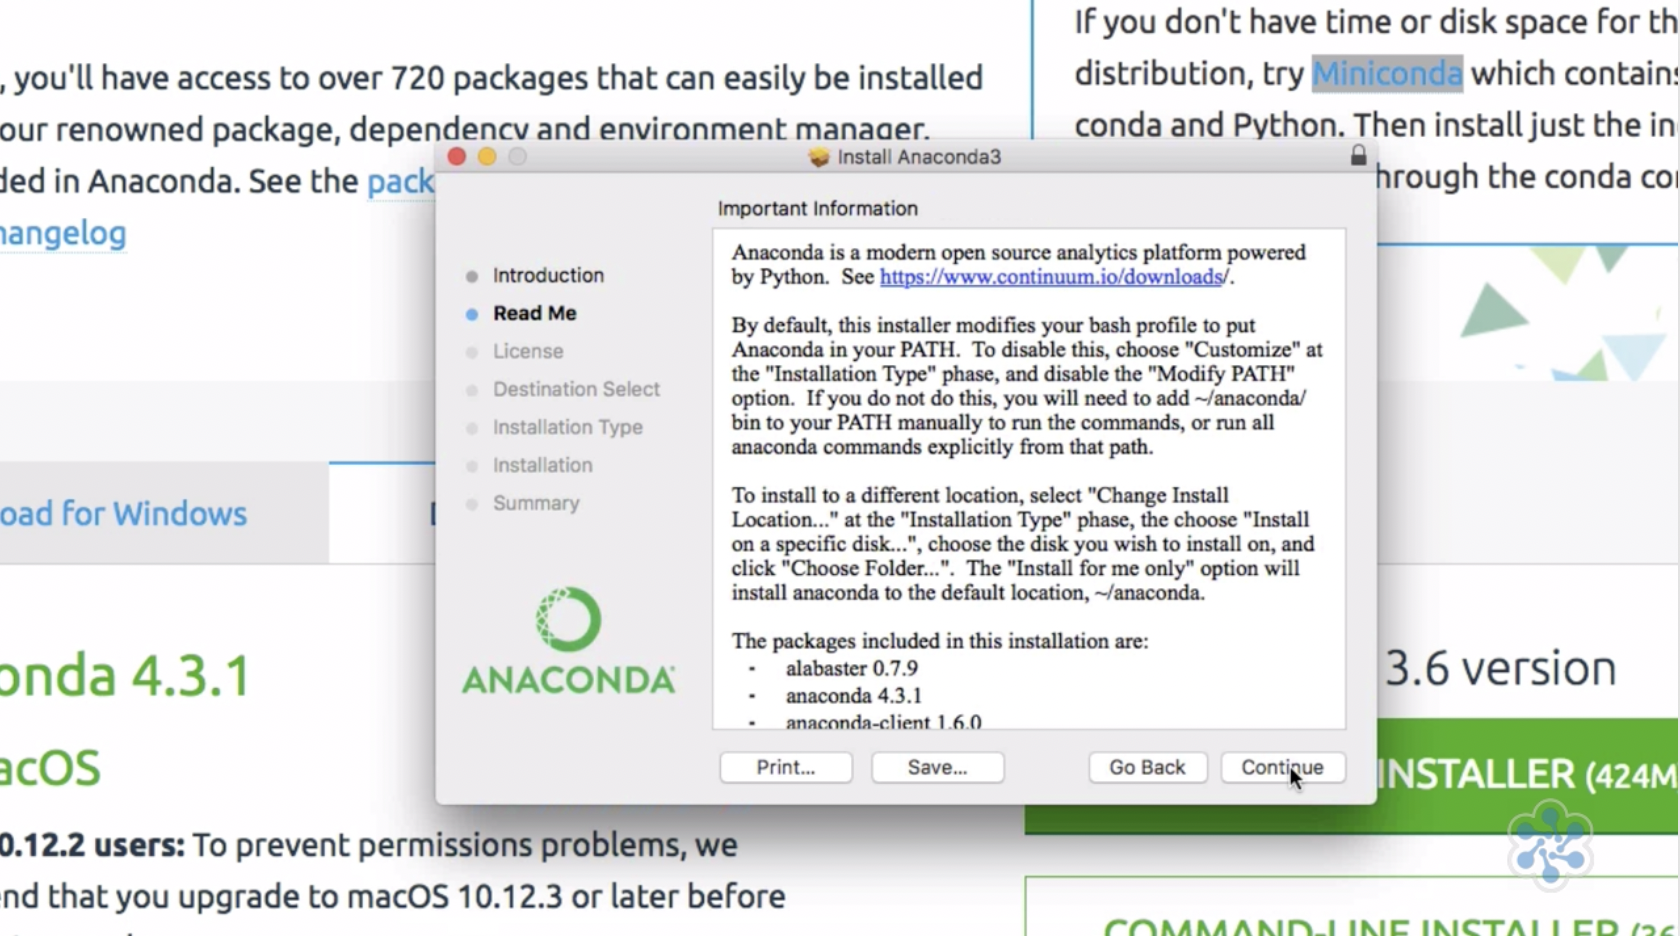 , you'll have access to over 720 packages that can easily be installed
our renowned package, dependency and environment manager.
ded in Anaconda. See the pack
hangelog
If you don't have time or disk space for th
distribution, try Miniconda which contains
conda and Python. Then install just the in
hrough the conda co
Install Anaconda3
Important Information
Introduction
Read Me
License
Destination Select
Installation Type
Installation
Summary
ANACONDA
Anaconda is a modern open source analytics platform powered
by Python. See https://www.continuum.io/downloads/.
By default, this installer modifies your bash profile to put
Anaconda in your PATH. To disable this, choose "Customize" at
the "Installation Type" phase, and disable the "Modify PATH"
option. If you do not do this, you will need to add ~/anaconda/
bin to your PATH manually to run the commands, or run all
anaconda commands explicitly from that path.
To install to a different location, select "Change Install
Location..." at the "Installation Type" phase, the choose "Install
on a specific disk...", choose the disk you wish to install on, and
click "Choose Folder...". The "Install for me only" option will
install anaconda to the default location, ~/anaconda.
The packages included in this installation are:
- alabaster 0.7.9
- anaconda 4.3.1
- anaconda-client 1.6.0
Print...
Save...
Go Back
Continue
oad for Windows
onda 4.3.1
acOS
0.12.2 users: To prevent permissions problems, we
end that you upgrade to macOS 10.12.3 or later before
3.6 version
INSTALLER (424M
COMMAND-LINE INSTALLER (36